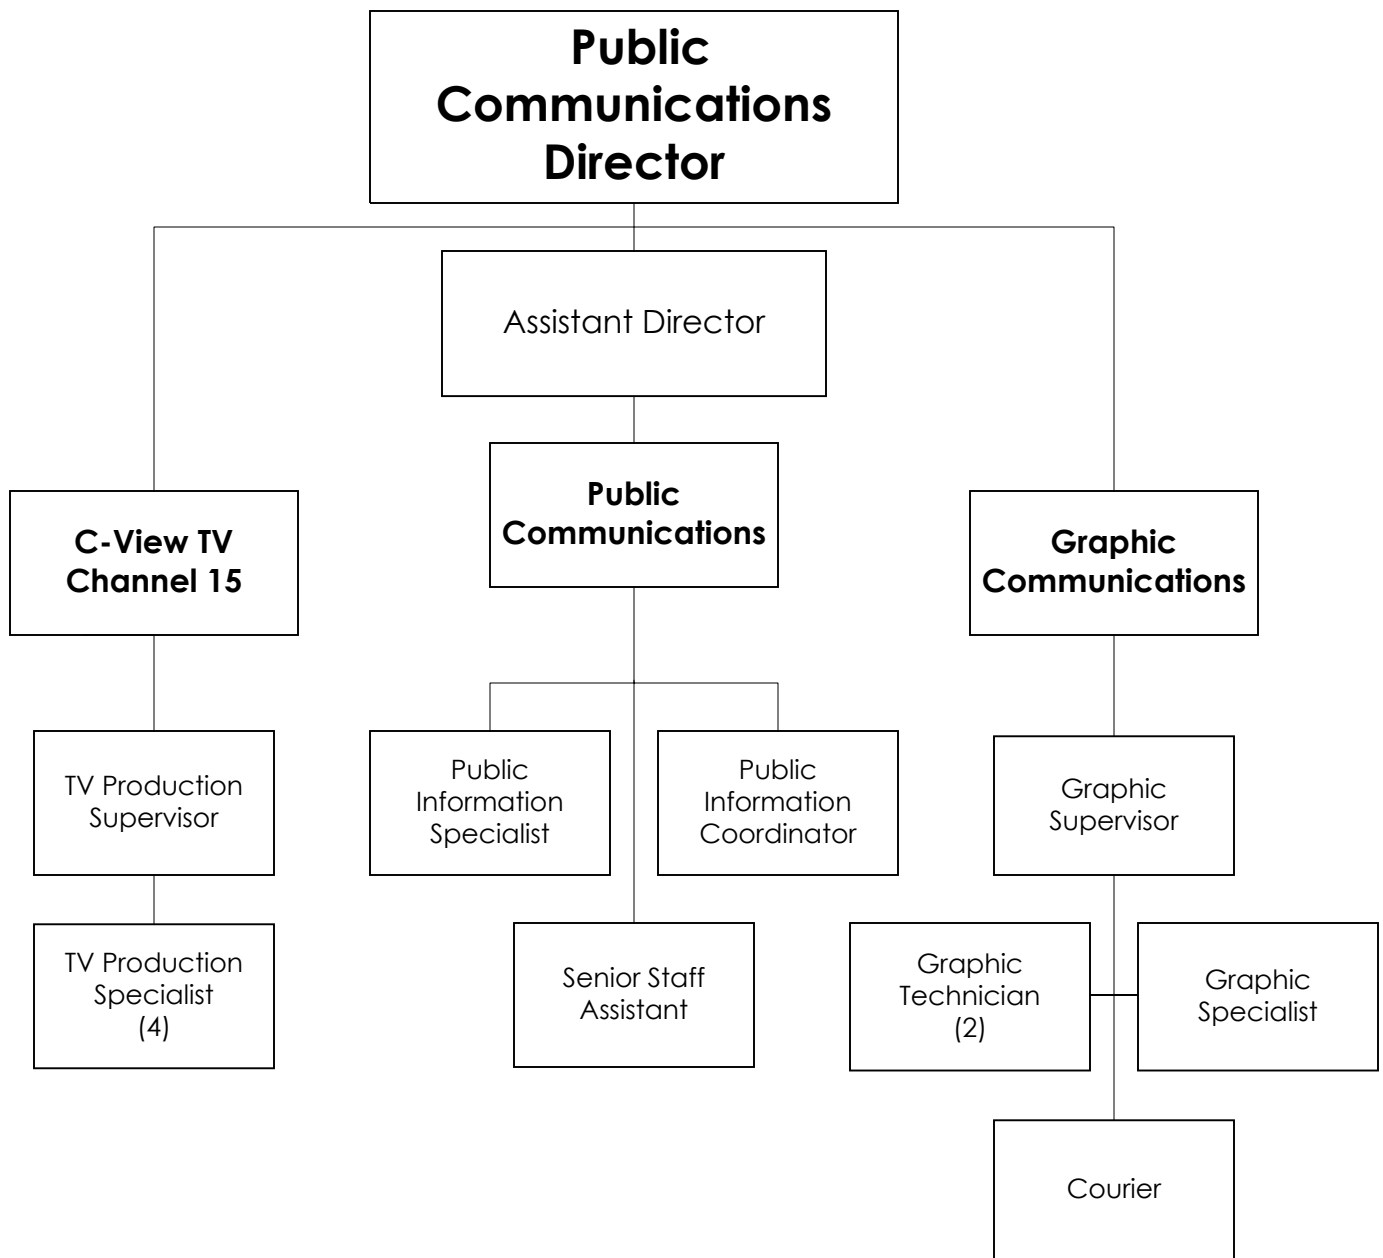 Public
Communications
Director
Assistant Director
Public
Communications
C-View TV
Channel 15
Graphic
Communications
TV Production
Supervisor
Public
Information
Specialist
Public
Information
Coordinator
Graphic
Supervisor
TV Production
Specialist
(4)
Senior Staff
Assistant
Graphic
Technician
(2)
Graphic
Specialist
Courier